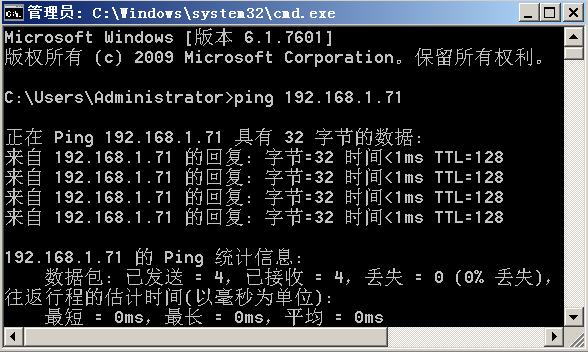 管理员: C:\Windows\system32\cmd.exe
Microsoft Windows [版本 6.1.7601]
版权所有 (c) 2009 Microsoft Corporation。保留所有权利。
C:\Users\Administrator>ping 192.168.1.71
正在 Ping 192.168.1.71 具有 32 字节的数据:
来自 192.168.1.71 的回复: 字节=32 时间<1ms TTL=128
来自 192.168.1.71 的回复: 字节=32 时间<1ms TTL=128
来自 192.168.1.71 的回复: 字节=32 时间<1ms TTL=128
来自 192.168.1.71 的回复: 字节=32 时间<1ms TTL=128
192.168.1.71 的 Ping 统计信息:
数据包: 已发送 = 4，已接收 = 4，丢失 = 0 (0% 丢失)，
往返行程的估计时间(以毫秒为单位):
最短 = 0ms，最长 = 0ms，平均 = 0ms